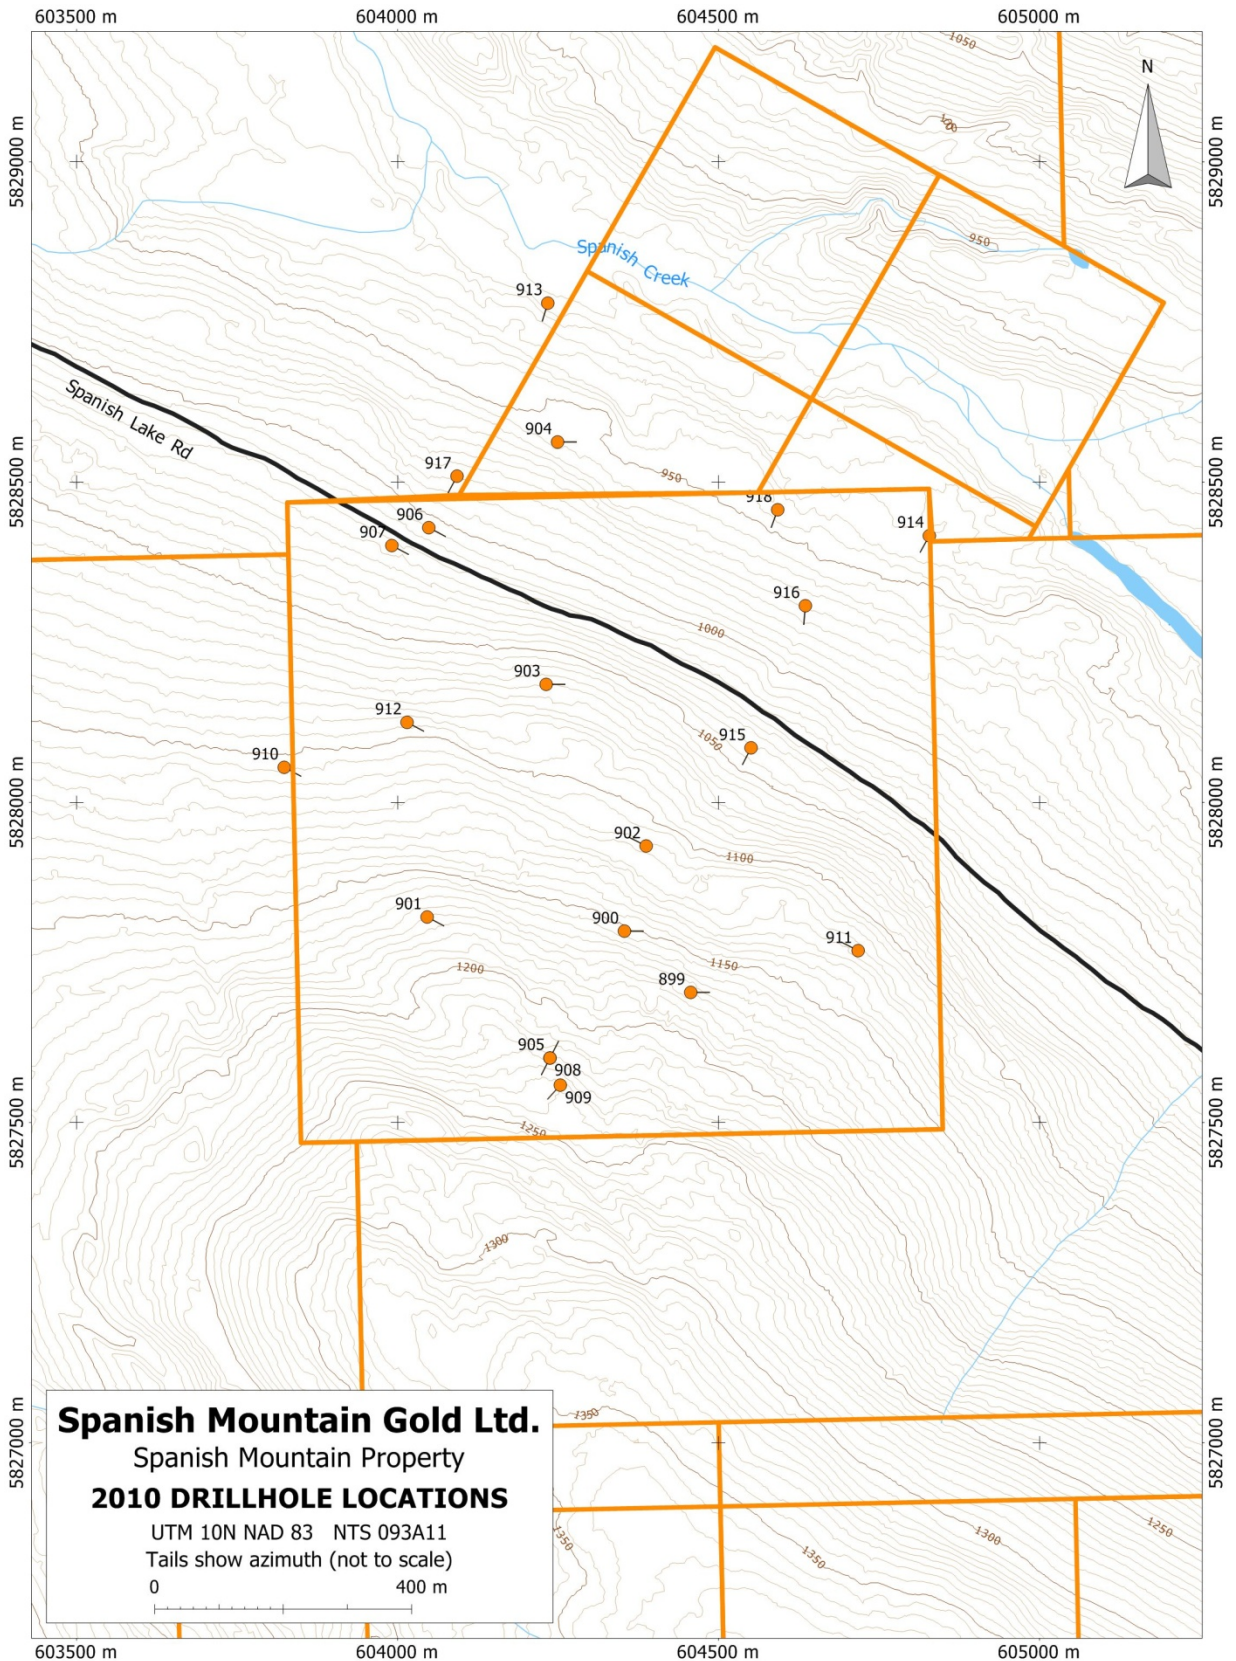 603500 m 604000 m 604500 m 605000 m
1050
N
5829000 m
5829000 m
950
Spanish Creek
913
Spanish Lake Rd
904
917
950
5828500 m
5828500 m
918
906
907
914
916
1000
903
912
915
1050
910
5828000 m
5828000 m
902
1100
901
900
911
1150
1200
899
905
908
909
5827500 m
5827500 m
1250
1300
1350
5827000 m
5827000 m
Spanish Mountain Gold Ltd.
Spanish Mountain Property
2010 DRILLHOLE LOCATIONS
UTM 10N NAD 83 NTS 093A11
Tails show azimuth (not to scale)
0 400 m
1350
1350
1300
1250
603500 m 604000 m 604500 m 605000 m